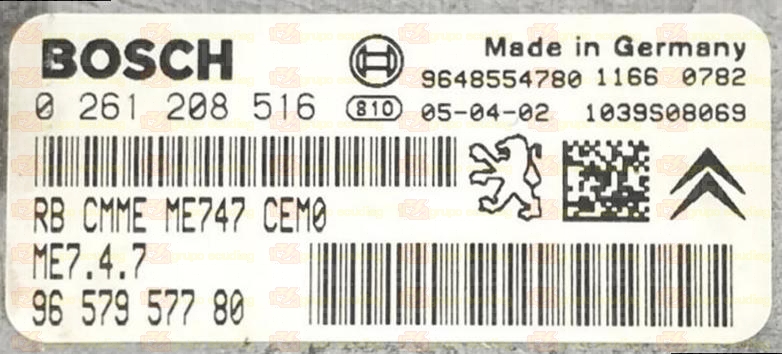 BOSCH
Made in Germany
9648554780 1166 0782
0 261 208 516
810
05-04-02 1039S08069
RB CMME ME747 CEM0
ME7.4.7
96 579 577 80